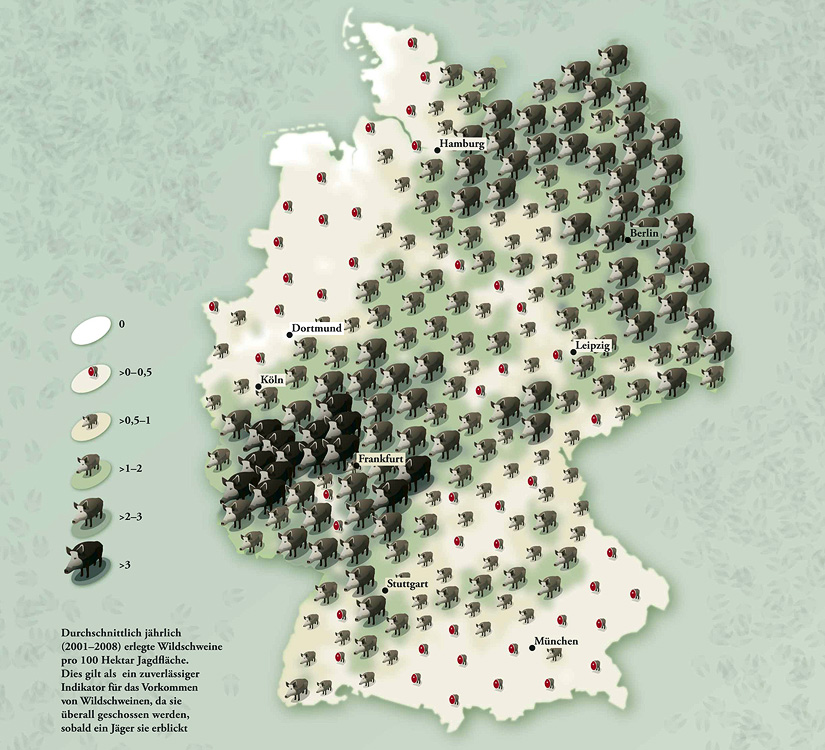 Hamburg
Berlin
Dortmund
Leipzig
Köln
Frankfurt
Stuttgart
München
0
>0–0,5
>0,5–1
>1–2
>2–3
>3
Durchschnittlich jährlich
(2001–2008) erlegte Wildschweine
pro 100 Hektar Jagdfläche.
Dies gilt als ein zuverlässiger
Indikator für das Vorkommen
von Wildschweinen, da sie
überall geschossen werden,
sobald ein Jäger sie erblickt